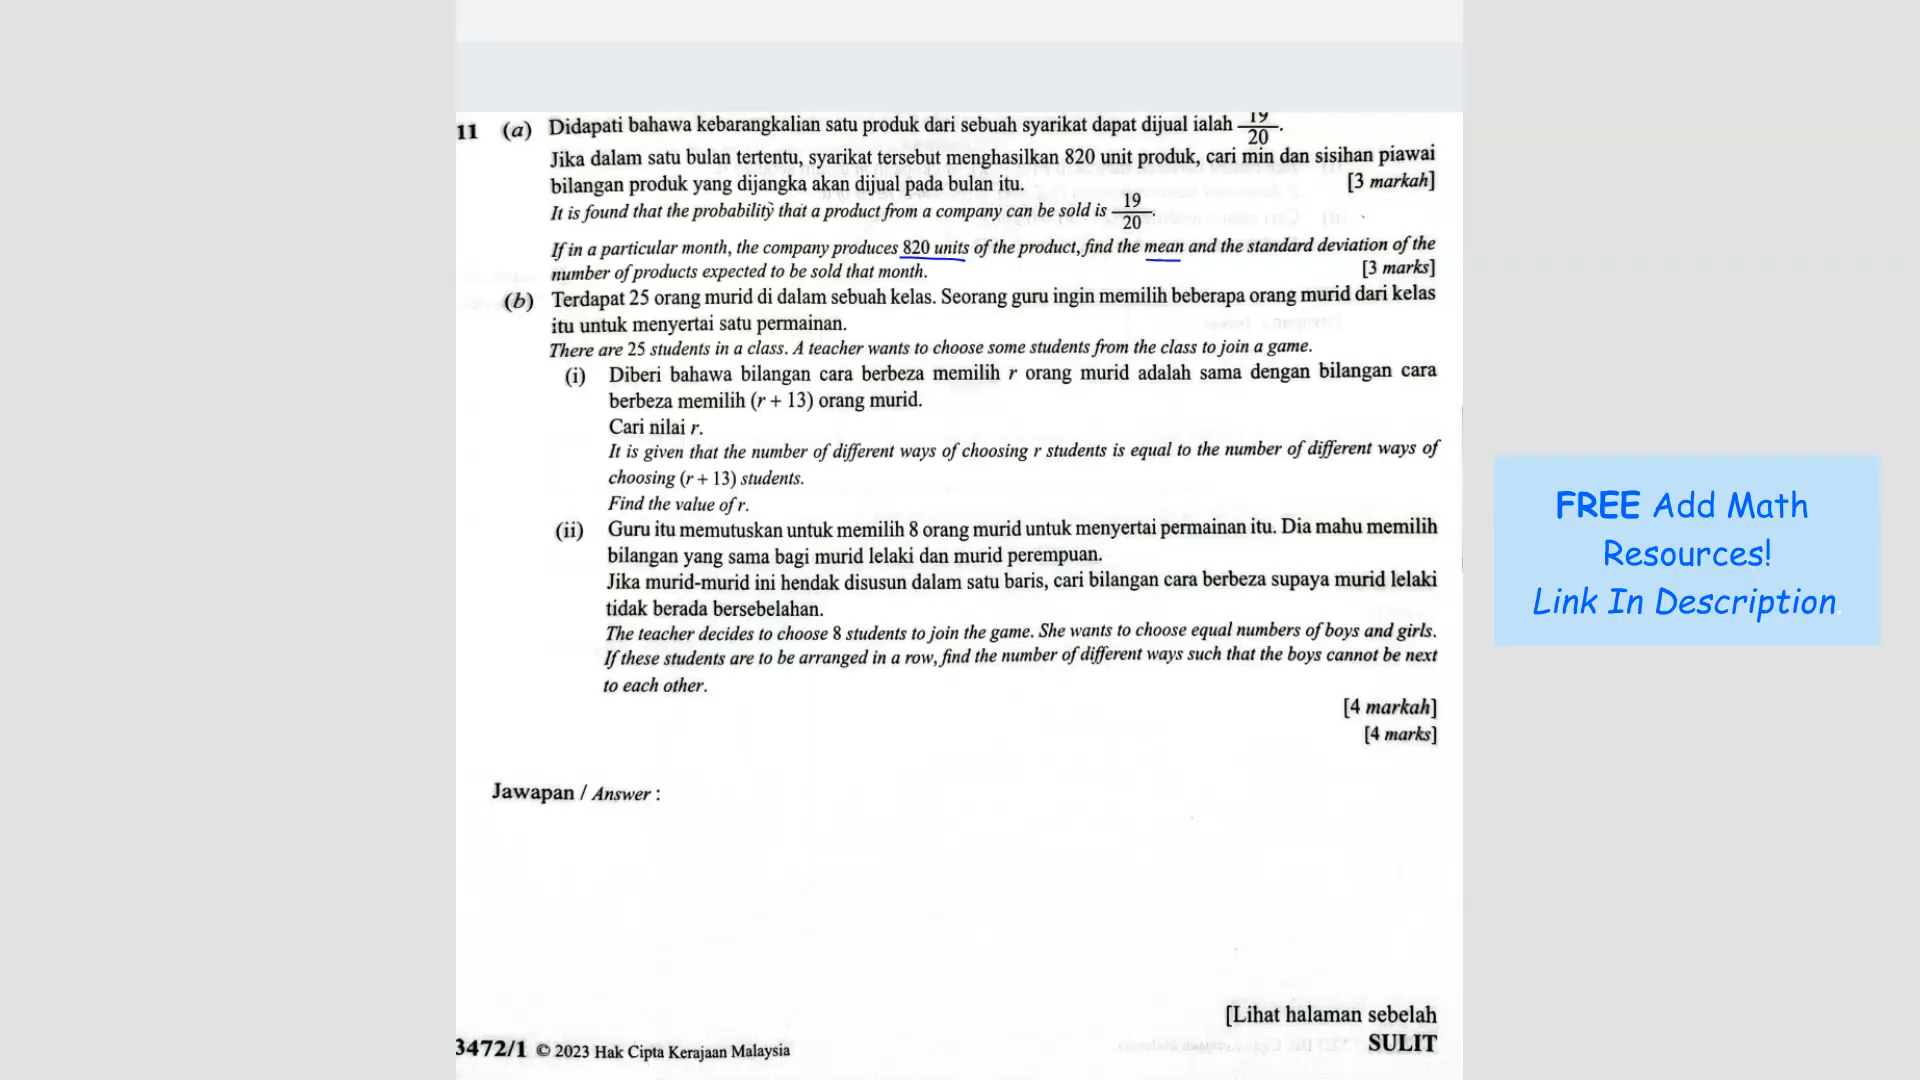 11 (a) Didapati bahawa kebarangkalian satu produk dari sebuah syarikat dapat dijual ialah 19/20.
Jika dalam satu bulan tertentu, syarikat tersebut menghasilkan 820 unit produk, cari min dan sisihan piawai
bilangan produk yang dijangka akan dijual pada bulan itu. [3 markah]
It is found that the probability that a product from a company can be sold is 19/20.
If in a particular month, the company produces 820 units of the product, find the mean and the standard deviation of the
number of products expected to be sold that month. [3 marks]
(b) Terdapat 25 orang murid di dalam sebuah kelas. Seorang guru ingin memilih beberapa orang murid dari kelas
itu untuk menyertai satu permainan.
There are 25 students in a class. A teacher wants to choose some students from the class to join a game.
(i) Diberi bahawa bilangan cara berbeza memilih r orang murid adalah sama dengan bilangan cara
berbeza memilih (r + 13) orang murid.
Cari nilai r.
It is given that the number of different ways of choosing r students is equal to the number of different ways of
choosing (r + 13) students.
Find the value of r.
(ii) Guru itu memutuskan untuk memilih 8 orang murid untuk menyertai permainan itu. Dia mahu memilih
bilangan yang sama bagi murid lelaki dan murid perempuan.
Jika murid-murid ini hendak disusun dalam satu baris, cari bilangan cara berbeza supaya murid lelaki
tidak berada bersebelahan.
The teacher decides to choose 8 students to join the game. She wants to choose equal numbers of boys and girls.
If these students are to be arranged in a row, find the number of different ways such that the boys cannot be next
to each other.
[4 markah]
[4 marks]
Jawapan / Answer :
[Lihat halaman sebelah
3472/1 © 2023 Hak Cipta Kerajaan Malaysia SULIT
FREE Add Math
Resources!
Link In Description.